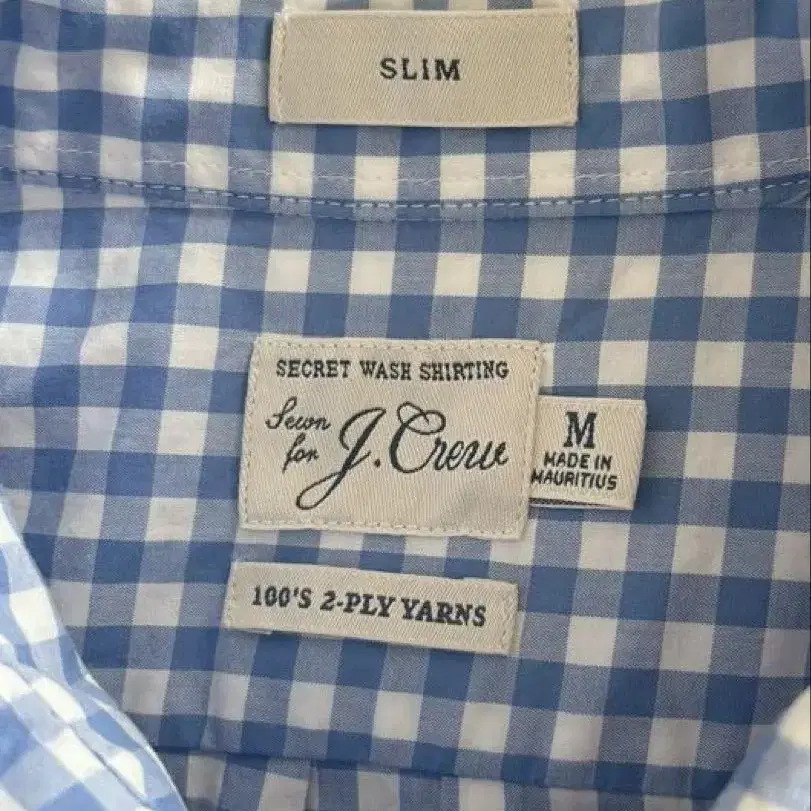 SLIM
SECRET WASH SHIRTING
Sewn
for J. Crew
M
MADE IN
MAURITIUS
100'S 2-PLY YARNS